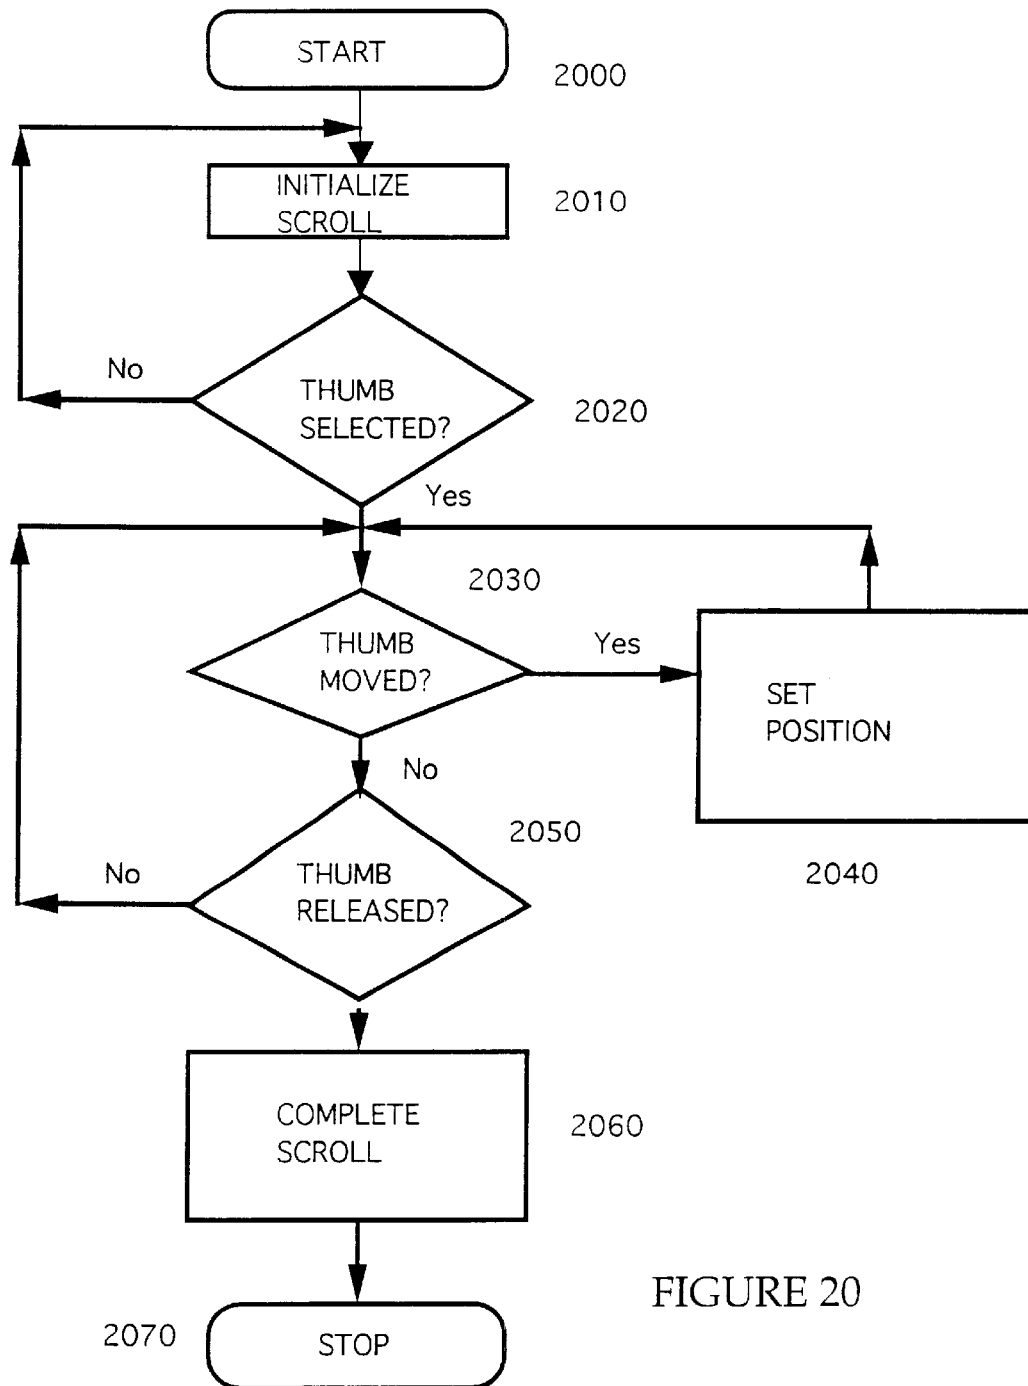 START
2000
INITIALIZE
SCROLL
2010
No
THUMB
SELECTED?
2020
Yes
2030
THUMB
MOVED?
Yes
SET
POSITION
No
2050
2040
No
THUMB
RELEASED?
COMPLETE
SCROLL
2060
FIGURE 20
2070
STOP